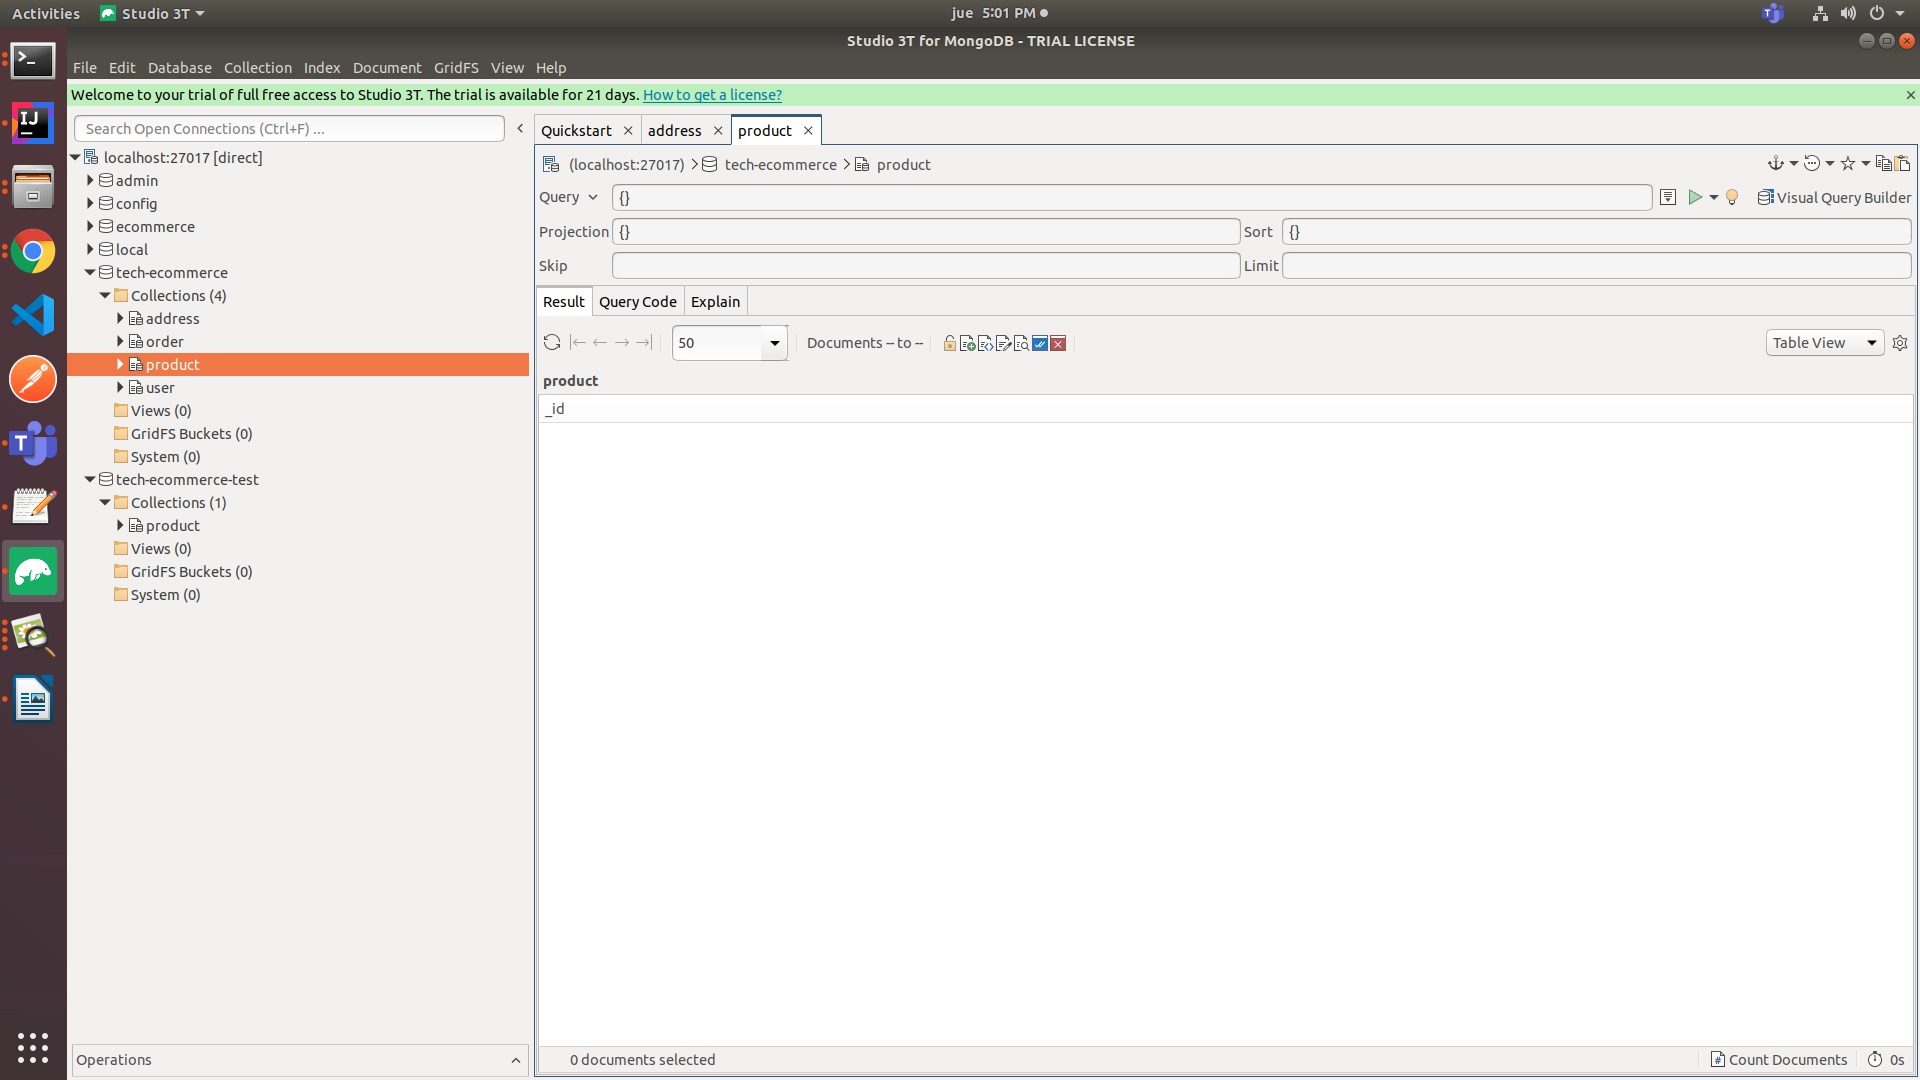 Activities Studio 3T jue 5:01 PM
Studio 3T for MongoDB - TRIAL LICENSE
File Edit Database Collection Index Document GridFS View Help
Welcome to your trial of full free access to Studio 3T. The trial is available for 21 days. How to get a license?
Search Open Connections (Ctrl+F) ...
localhost:27017 [direct]
admin
config
ecommerce
local
tech-ecommerce
Collections (4)
address
order
product
user
Views (0)
GridFS Buckets (0)
System (0)
tech-ecommerce-test
Collections (1)
product
Views (0)
GridFS Buckets (0)
System (0)
Operations
Quickstart address product
(localhost:27017) tech-ecommerce product
Query {} Visual Query Builder
Projection {} Sort {}
Skip Limit
Result Query Code Explain
50 Documents -- to -- Table View
product
_id
0 documents selected Count Documents 0s